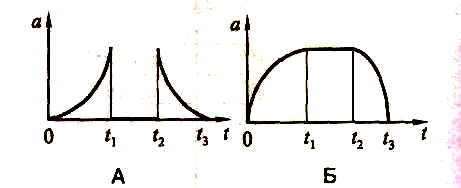 a a
0 t₁ t₂ t₃ t 0 t₁ t₂ t₃ t
А Б